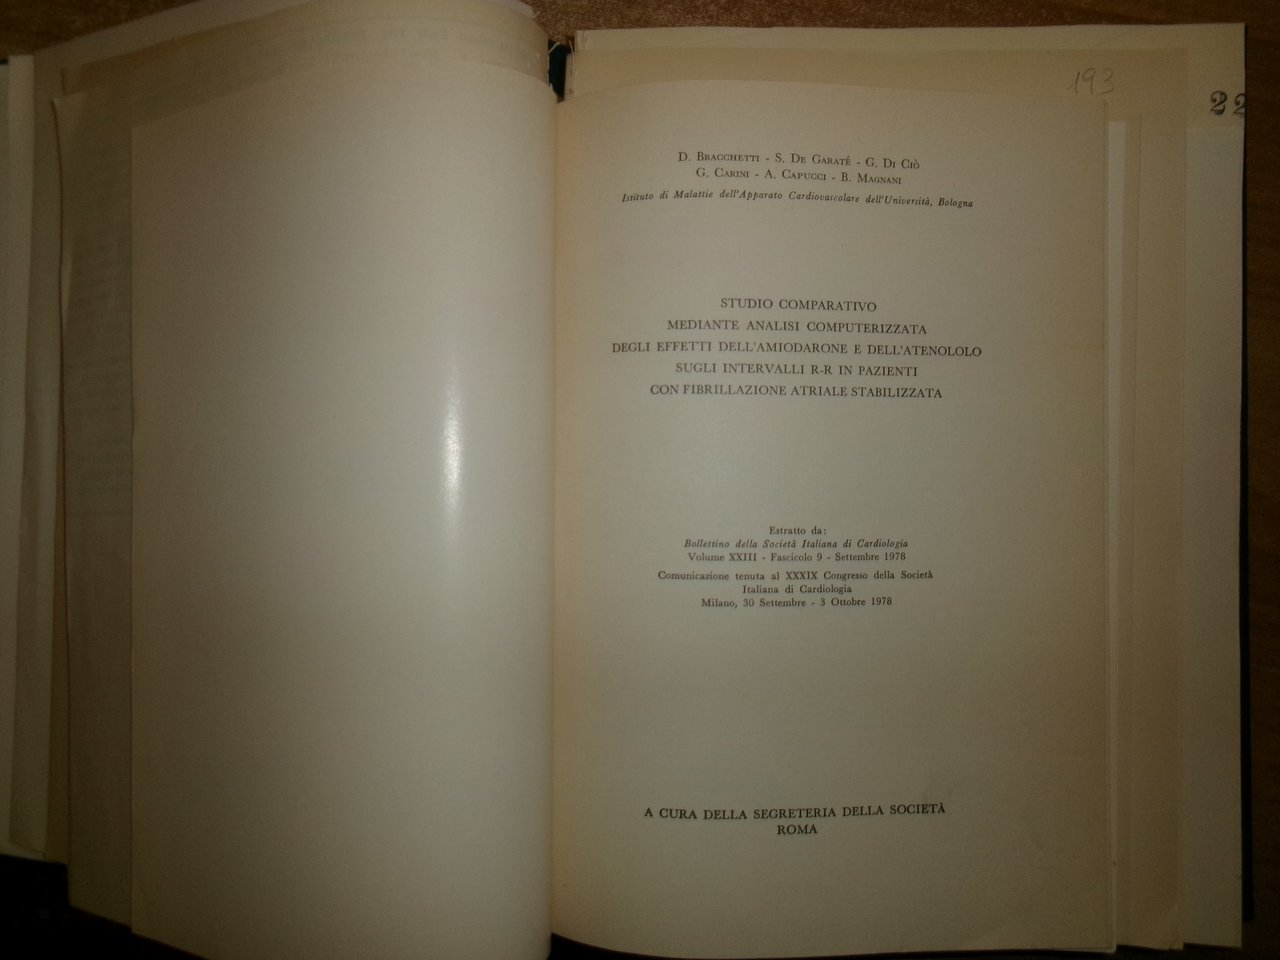 193
22
D. Bracchetti - S. De Garaté - G. Di Ciò
G. Carini - A. Capucci - B. Magnani
Istituto di Malattie dell'Apparato Cardiovascolare dell'Università, Bologna
STUDIO COMPARATIVO
MEDIANTE ANALISI COMPUTERIZZATA
DEGLI EFFETTI DELL'AMIODARONE E DELL'ATENOLOLO
SUGLI INTERVALLI R-R IN PAZIENTI
CON FIBRILLAZIONE ATRIALE STABILIZZATA
Estratto da:
Bollettino della Società Italiana di Cardiologia
Volume XXIII - Fascicolo 9 - Settembre 1978
Comunicazione tenuta al XXXIX Congresso della Società
Italiana di Cardiologia
Milano, 30 Settembre - 3 Ottobre 1978
A CURA DELLA SEGRETERIA DELLA SOCIETÀ
ROMA